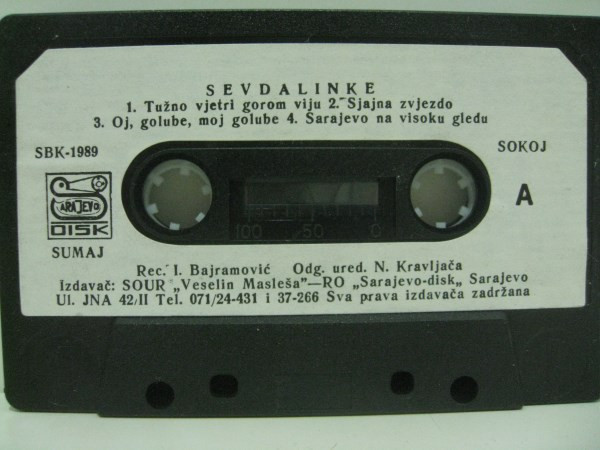 SEVDALINKE
1. Tužno vjetri gorom viju 2. Sjajna zvjezdo
3. Oj, golube, moj golube 4. Sarajevo na visoku gledu
SBK-1989
SOKOJ
SARAJEVO
DISK
A
SUMAJ
100 50 0
Rec. I. Bajramović Odg. ured. N. Kravljača
Izdavač: SOUR „Veselin Masleša"—RO „Sarajevo-disk„ Sarajevo
Ul. JNA 42/II Tel. 071/24-431 i 37-266 Sva prava izdavača zadržana